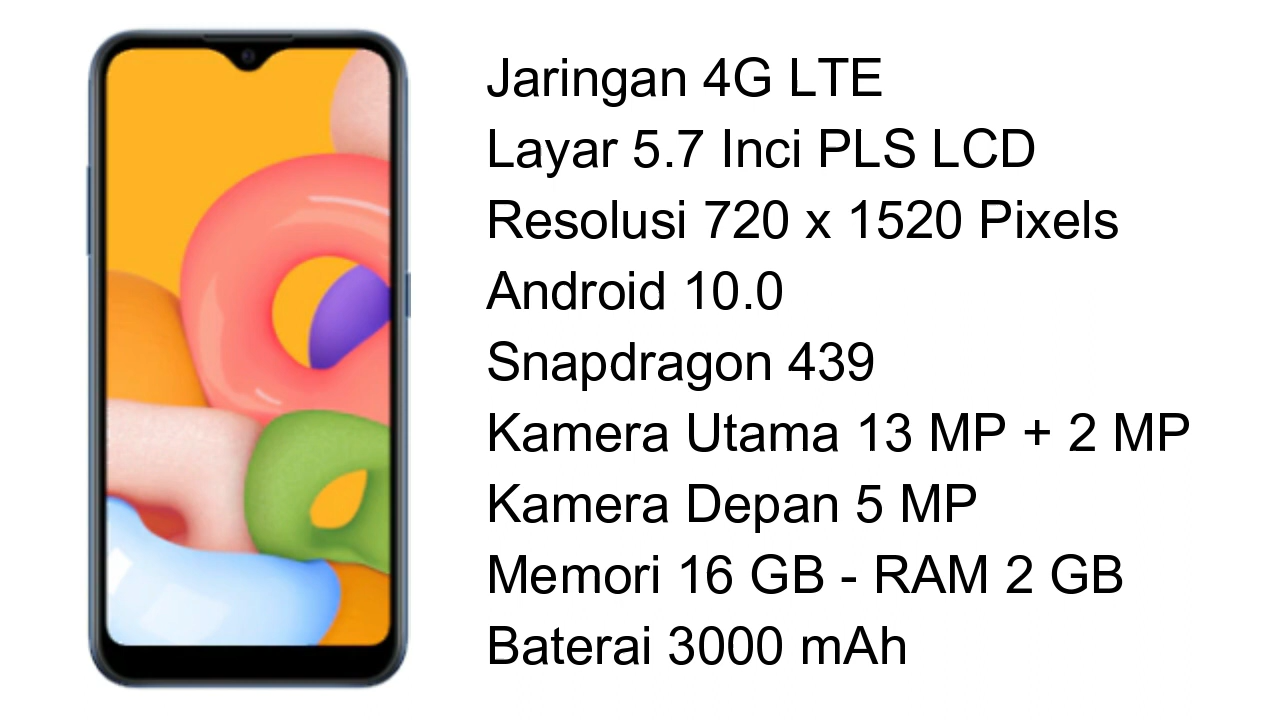 Jaringan 4G LTE
Layar 5.7 Inci PLS LCD
Resolusi 720 x 1520 Pixels
Android 10.0
Snapdragon 439
Kamera Utama 13 MP + 2 MP
Kamera Depan 5 MP
Memori 16 GB - RAM 2 GB
Baterai 3000 mAh